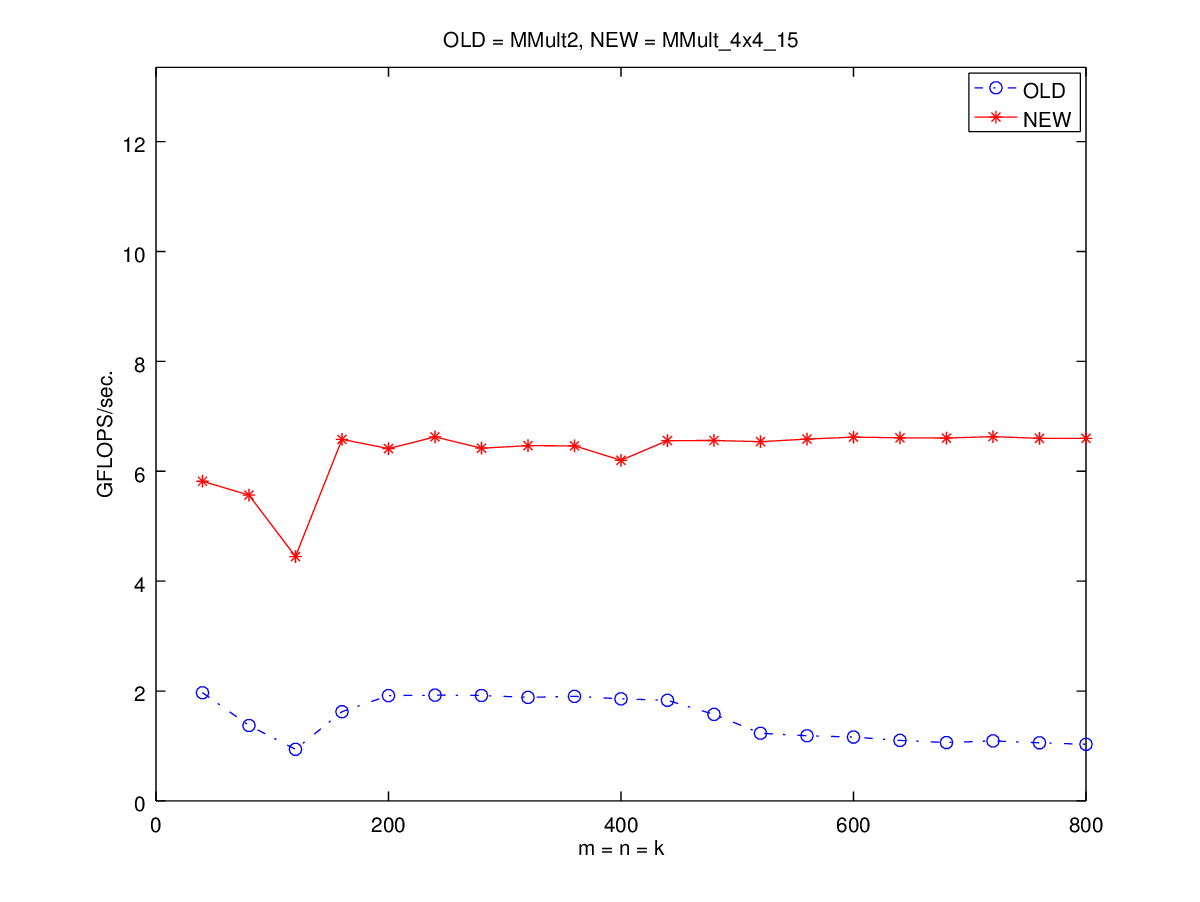 OLD = MMult2, NEW = MMult_4x4_15
OLD
NEW
12
10
8
6
4
2
0
GFLOPS/sec.
0 200 400 600 800
m = n = k